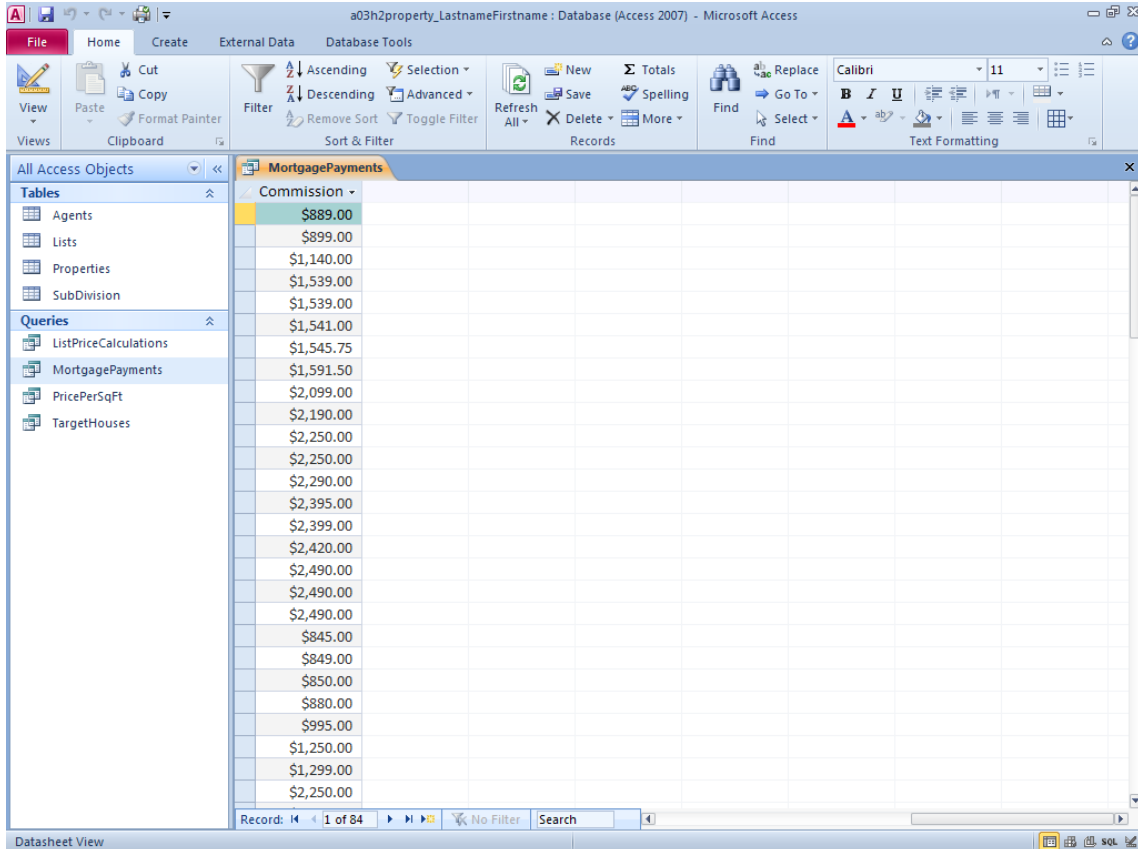 a03h2property_LastnameFirstname : Database (Access 2007) - Microsoft Access
File Home Create External Data Database Tools
View
Views
Paste
Cut
Copy
Format Painter
Clipboard
Filter
Ascending
Descending
Remove Sort
Selection
Advanced
Toggle Filter
Sort & Filter
Refresh All
New
Save
Delete
Totals
Spelling
More
Records
Find
Replace
Go To
Select
Find
Calibri 11
B I U
A ab
Text Formatting
All Access Objects
Tables
Agents
Lists
Properties
SubDivision
Queries
ListPriceCalculations
MortgagePayments
PricePerSqFt
TargetHouses
MortgagePayments
Commission
$889.00
$899.00
$1,140.00
$1,539.00
$1,539.00
$1,541.00
$1,545.75
$1,591.50
$2,099.00
$2,190.00
$2,250.00
$2,250.00
$2,290.00
$2,395.00
$2,399.00
$2,420.00
$2,490.00
$2,490.00
$2,490.00
$845.00
$849.00
$850.00
$880.00
$995.00
$1,250.00
$1,299.00
$2,250.00
Record: 1 of 84 No Filter Search
Datasheet View SQL